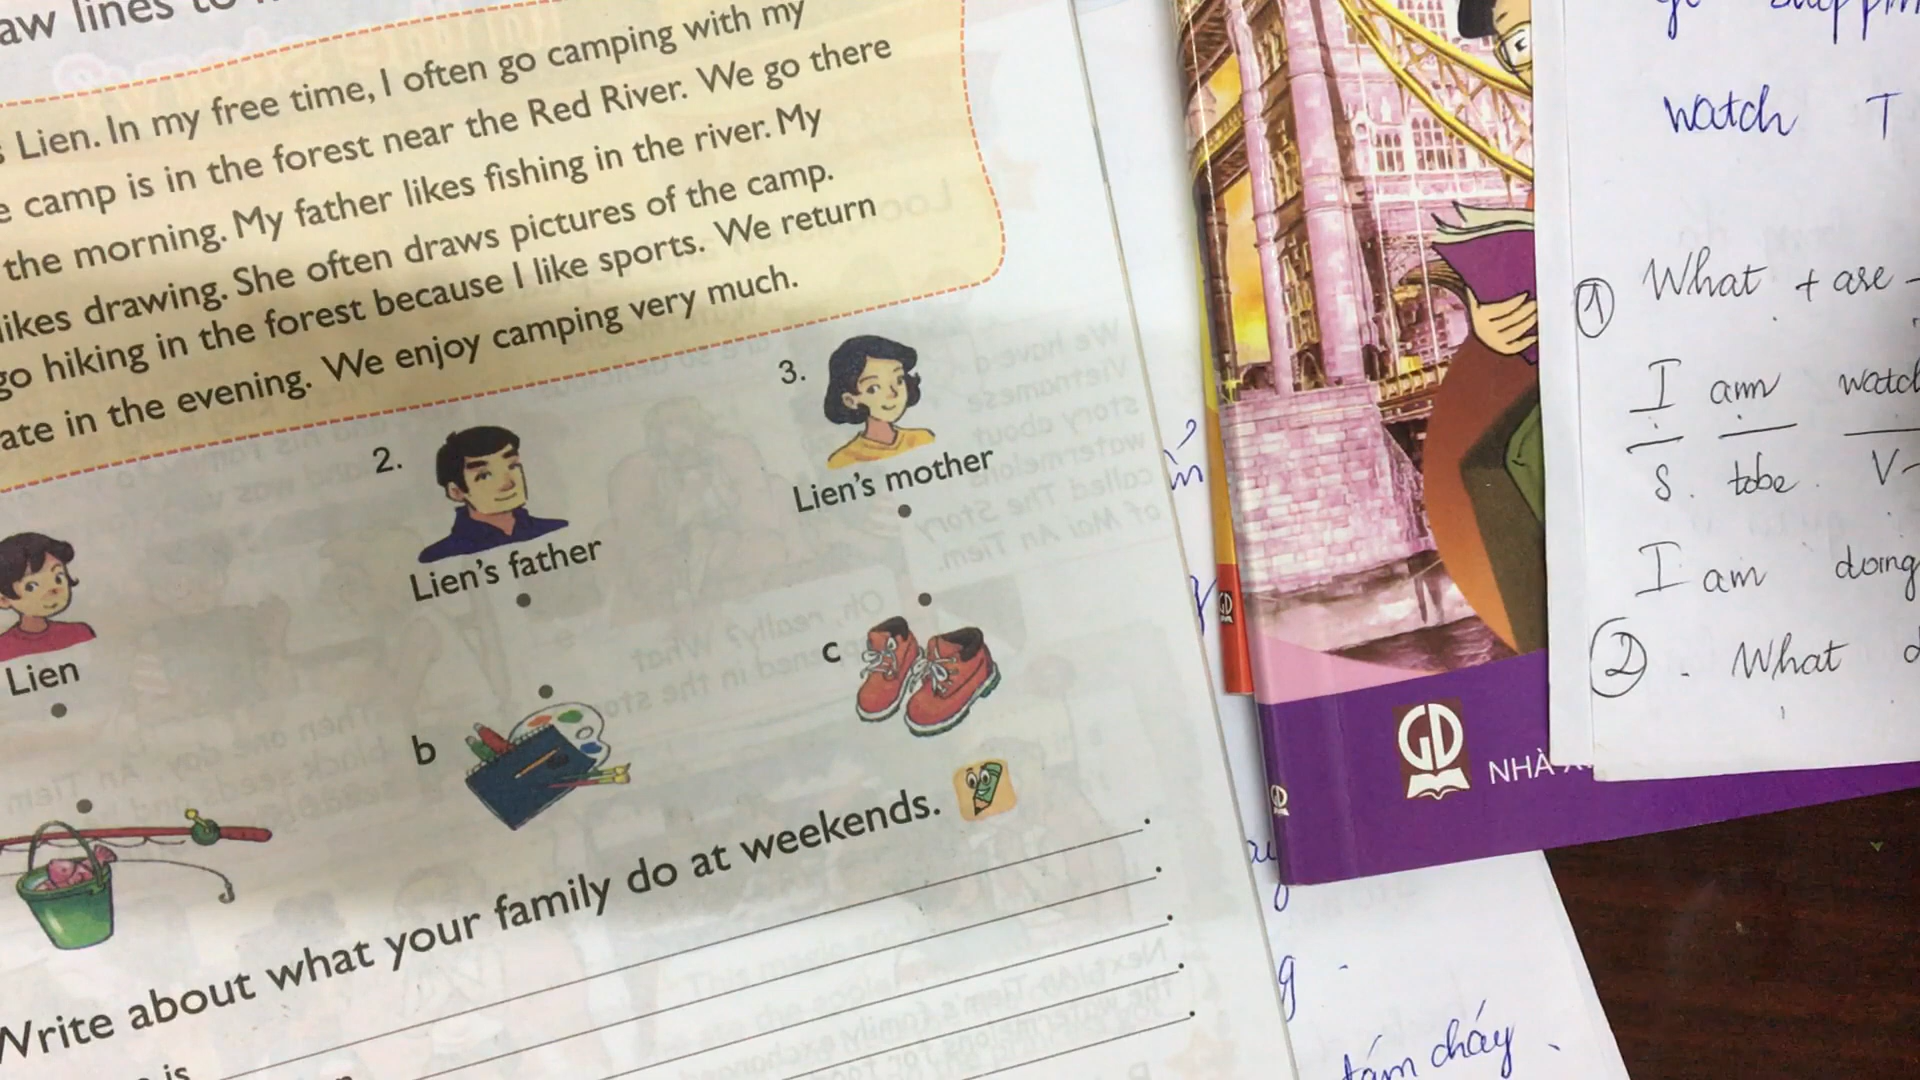 aw lines to
Lien. In my free time, I often go camping with my
camp is in the forest near the Red River. We go there
the morning. My father likes fishing in the river. My
likes drawing. She often draws pictures of the camp.
go hiking in the forest because I like sports. We return
ate in the evening. We enjoy camping very much.
Lien
2.
Lien's father
3.
Lien's mother
b
c
Write about what your family do at weekends.
is
GD
NHÀ
watch T
1 What + are -
I am watch
S. tobe. V-
I am doing
2. What d
g.
tám cháy.